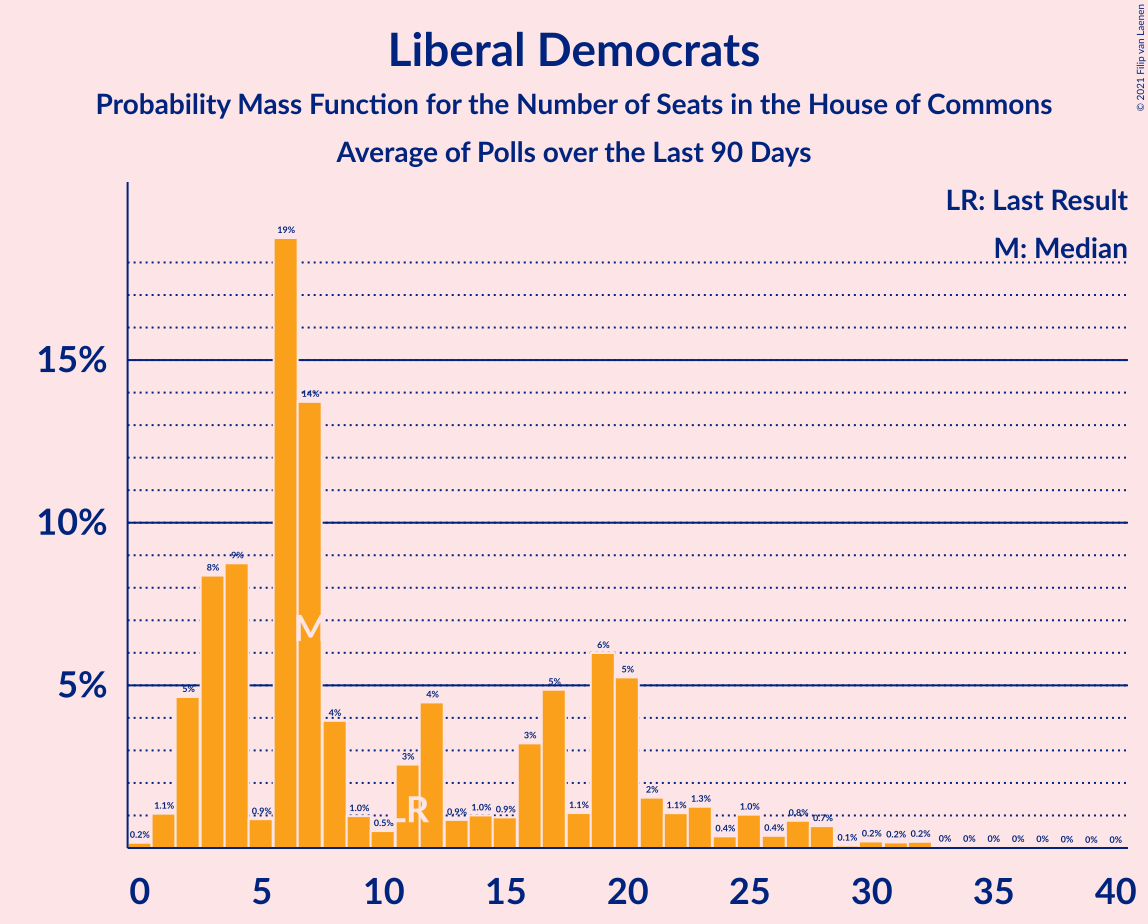 Liberal Democrats
Probability Mass Function for the Number of Seats in the House of Commons
Average of Polls over the Last 90 Days
© 2021 Filip van Laenen
LR: Last Result
M: Median
15%
10%
5%
0.2% 1.1% 5% 8% 9% 0.9% 19% 14% 4% 1.0% 0.5% 3% 4% 0.9% 1.0% 0.9% 3% 5% 1.1% 6% 5% 2% 1.1% 1.3% 0.4% 1.0% 0.4% 0.8% 0.7% 0.1% 0.2% 0.2% 0.2% 0% 0% 0% 0% 0% 0% 0% 0%
M
LR
0 5 10 15 20 25 30 35 40